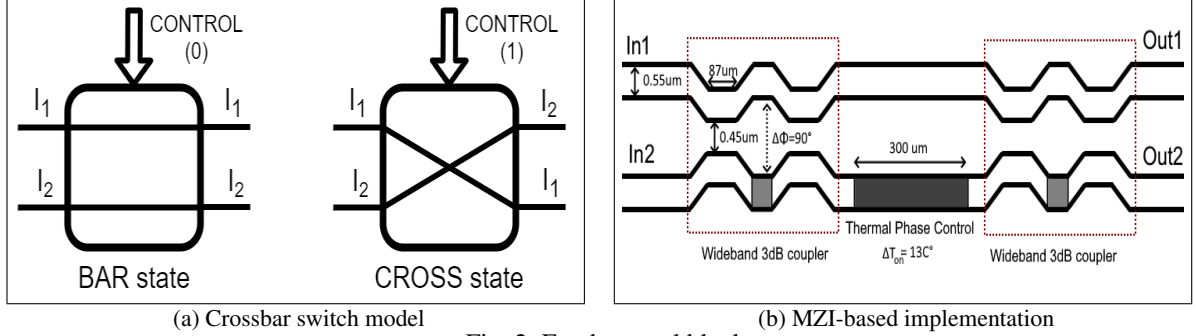 CONTROL
(0)
CONTROL
(1)
I1
I1
I2
I2
I1
I2
I2
I1
BAR state
CROSS state
(a) Crossbar switch model
In1
Out1
87um
0.55um
0.45um
ΔΦ=90°
In2
300 um
Out2
Thermal Phase Control
Wideband 3dB coupler
Wideband 3dB coupler
ΔTon= 13C°
(b) MZI-based implementation